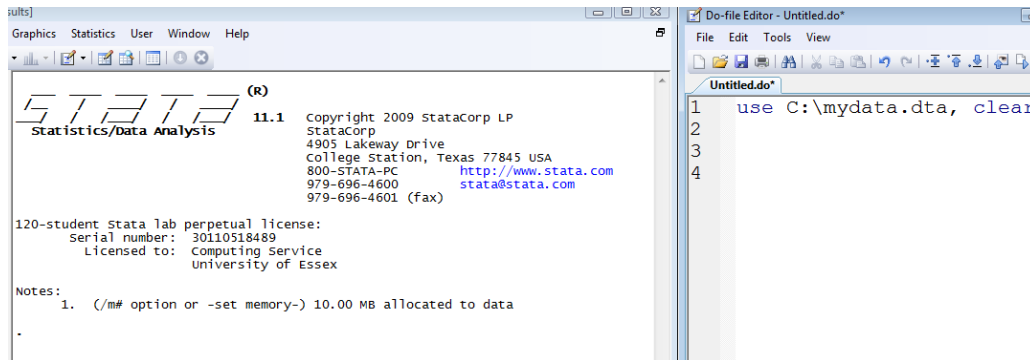 sults]
Graphics Statistics User Window Help
(R)
STATA 11.1 Copyright 2009 StataCorp LP
Statistics/Data Analysis StataCorp
4905 Lakeway Drive
College Station, Texas 77845 USA
800-STATA-PC http://www.stata.com
979-696-4600 stata@stata.com
979-696-4601 (fax)
120-student Stata lab perpetual license:
Serial number: 30110518489
Licensed to: Computing Service
University of Essex
Notes:
1. (/m# option or -set memory-) 10.00 MB allocated to data
.
Do-file Editor - Untitled.do*
File Edit Tools View
Untitled.do*
1 use C:\mydata.dta, clear
2
3
4